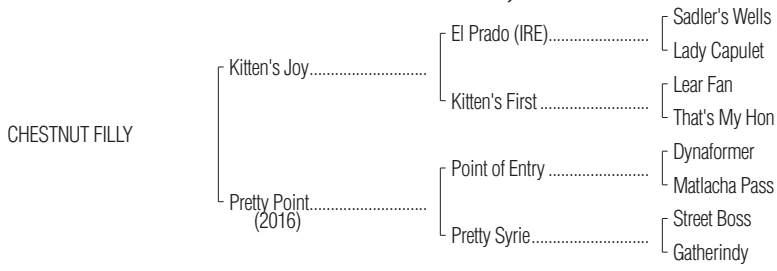 Sadler's Wells
El Prado (IRE)........................
Lady Capulet
Kitten's Joy............................
Lear Fan
Kitten's First ..........................
That's My Hon
CHESTNUT FILLY
Dynaformer
Point of Entry ........................
Matlacha Pass
Pretty Point............................
(2016)
Street Boss
Pretty Syrie............................
Gatherindy